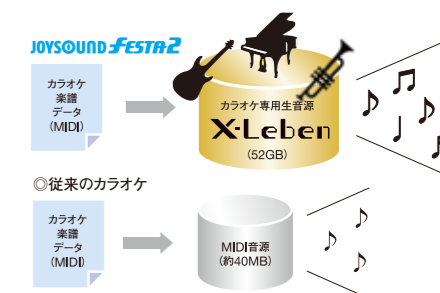 JOYSOUND FESTA2
カラオケ
楽譜
データ
(MIDI)
カラオケ専用生音源
X-Leben
(52GB)
◎従来のカラオケ
カラオケ
楽譜
データ
(MIDI)
MIDI音源
(約40MB)